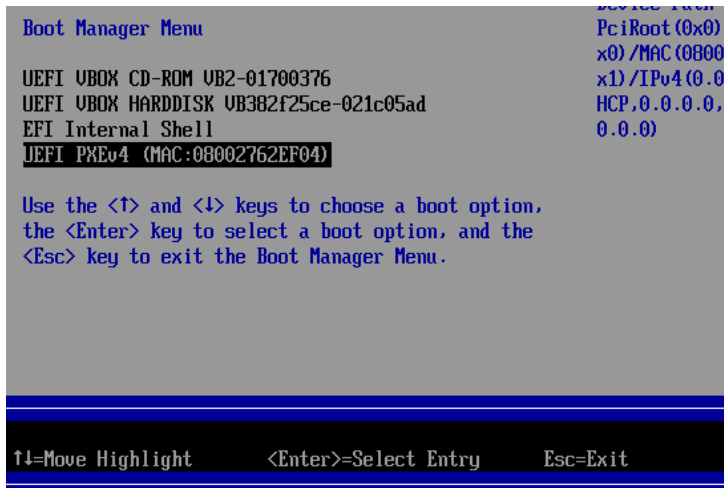 Device Path
Boot Manager Menu
PciRoot(0x0)
x0)/MAC(0800
UEFI VBOX CD-ROM VB2-01700376
x1)/IPv4(0.0
UEFI VBOX HARDDISK VB382f25ce-021c05ad
HCP,0.0.0.0,
EFI Internal Shell
0.0.0)
UEFI PXEv4 (MAC:08002762EF04)
Use the <↑> and <↓> keys to choose a boot option,
the <Enter> key to select a boot option, and the
<Esc> key to exit the Boot Manager Menu.
↑↓=Move Highlight
<Enter>=Select Entry
Esc=Exit